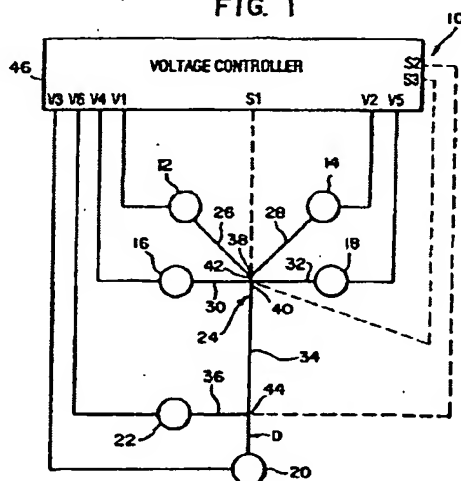 FIG. 1
10
46
VOLTAGE CONTROLLER
S2
S3
V3 V6 V4 V1 S1 V2 V5
12 14
26 28
38
16 42 32 18
30 40
24
34
36 44
22 D
20